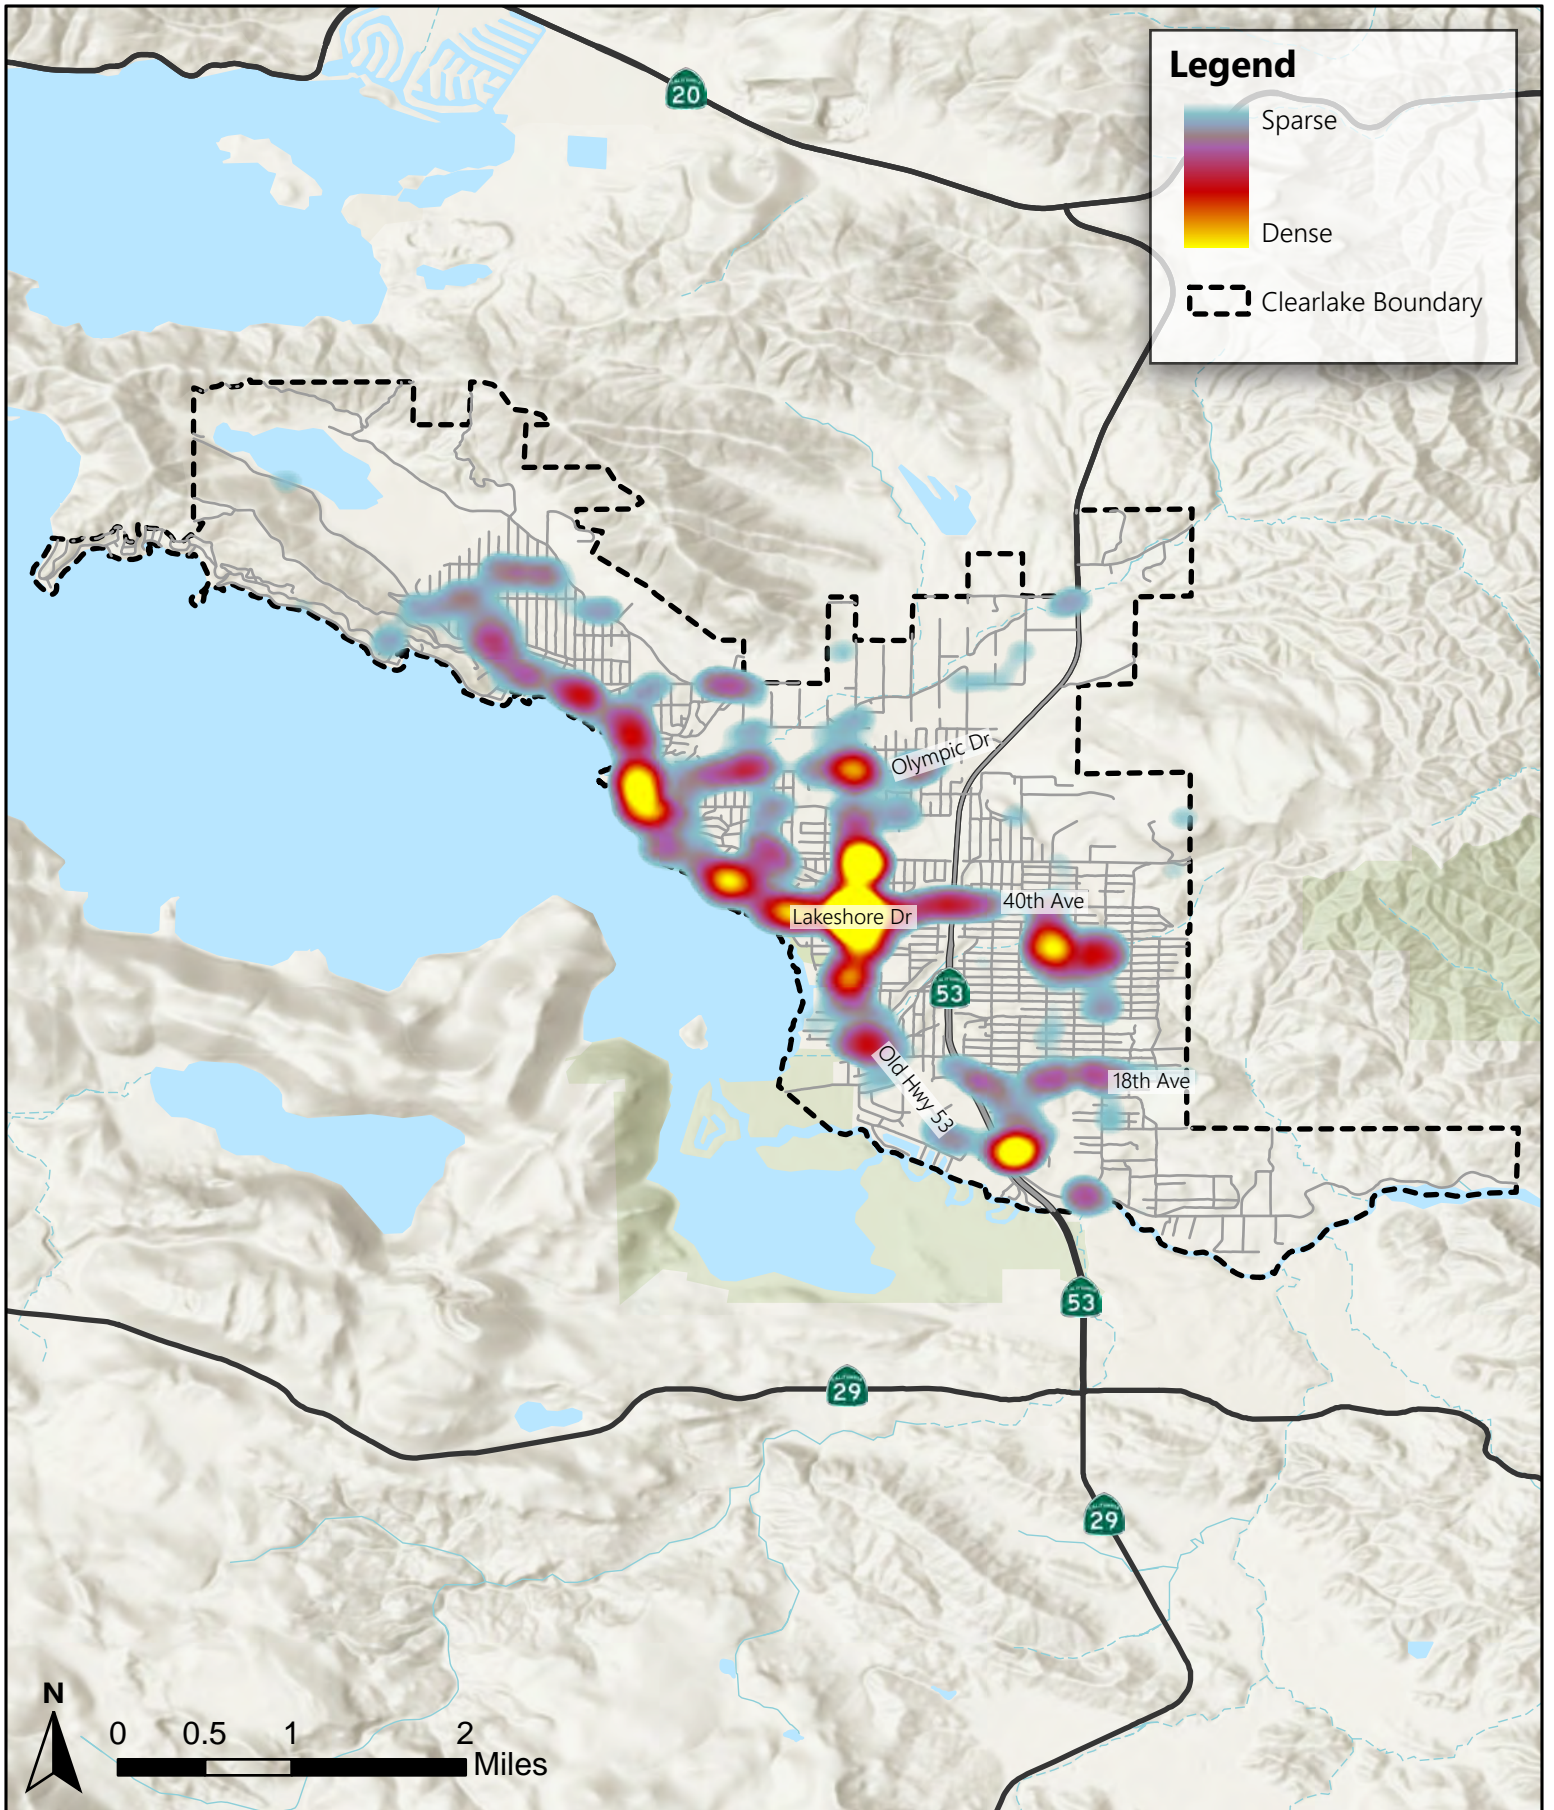 Legend
Sparse
Dense
Clearlake Boundary
20
Olympic Dr
40th Ave
Lakeshore Dr
53
Old Hwy 53
18th Ave
53
29
29
N
0 0.5 1 2
Miles